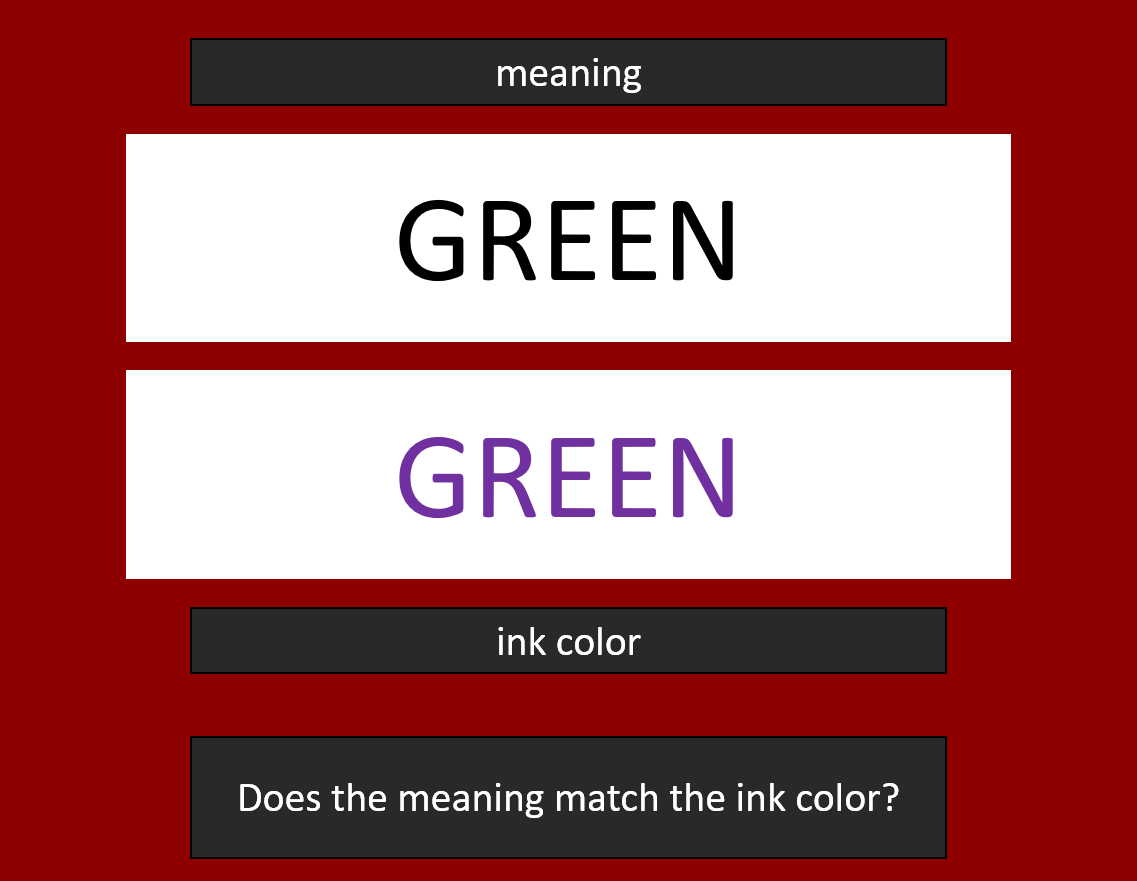 meaning
GREEN
GREEN
ink color
Does the meaning match the ink color?